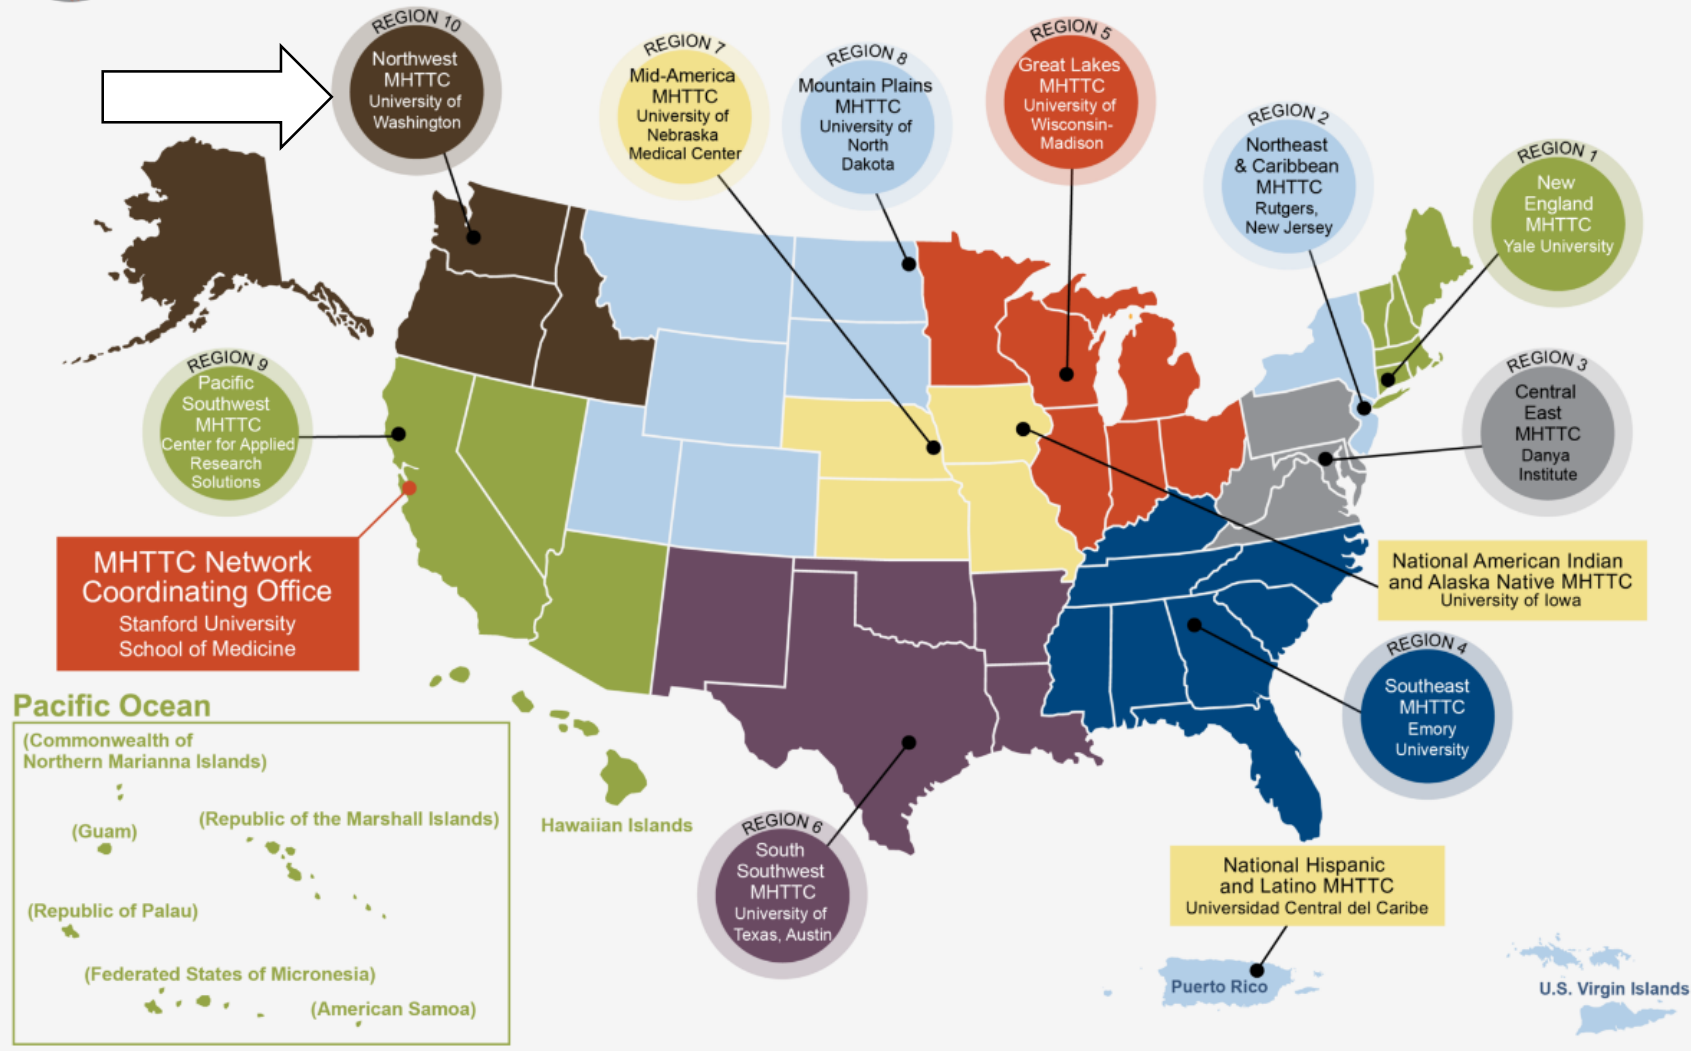 REGION 10
Northwest
MHTTC
University of
Washington
REGION 7
Mid-America
MHTTC
University of
Nebraska
Medical Center
REGION 8
Mountain Plains
MHTTC
University of
North
Dakota
REGION 5
Great Lakes
MHTTC
University of
Wisconsin-
Madison
REGION 2
Northeast
& Caribbean
MHTTC
Rutgers,
New Jersey
REGION 1
New
England
MHTTC
Yale University
REGION 9
Pacific
Southwest
MHTTC
Center for Applied
Research
Solutions
REGION 3
Central
East
MHTTC
Danya
Institute
MHTTC Network
Coordinating Office
Stanford University
School of Medicine
National American Indian
and Alaska Native MHTTC
University of Iowa
REGION 4
Southeast
MHTTC
Emory
University
Pacific Ocean
(Commonwealth of
Northern Marianna Islands)
(Guam)
(Republic of the Marshall Islands)
(Republic of Palau)
(Federated States of Micronesia)
(American Samoa)
Hawaiian Islands
REGION 6
South
Southwest
MHTTC
University of
Texas, Austin
National Hispanic
and Latino MHTTC
Universidad Central del Caribe
Puerto Rico
U.S. Virgin Islands